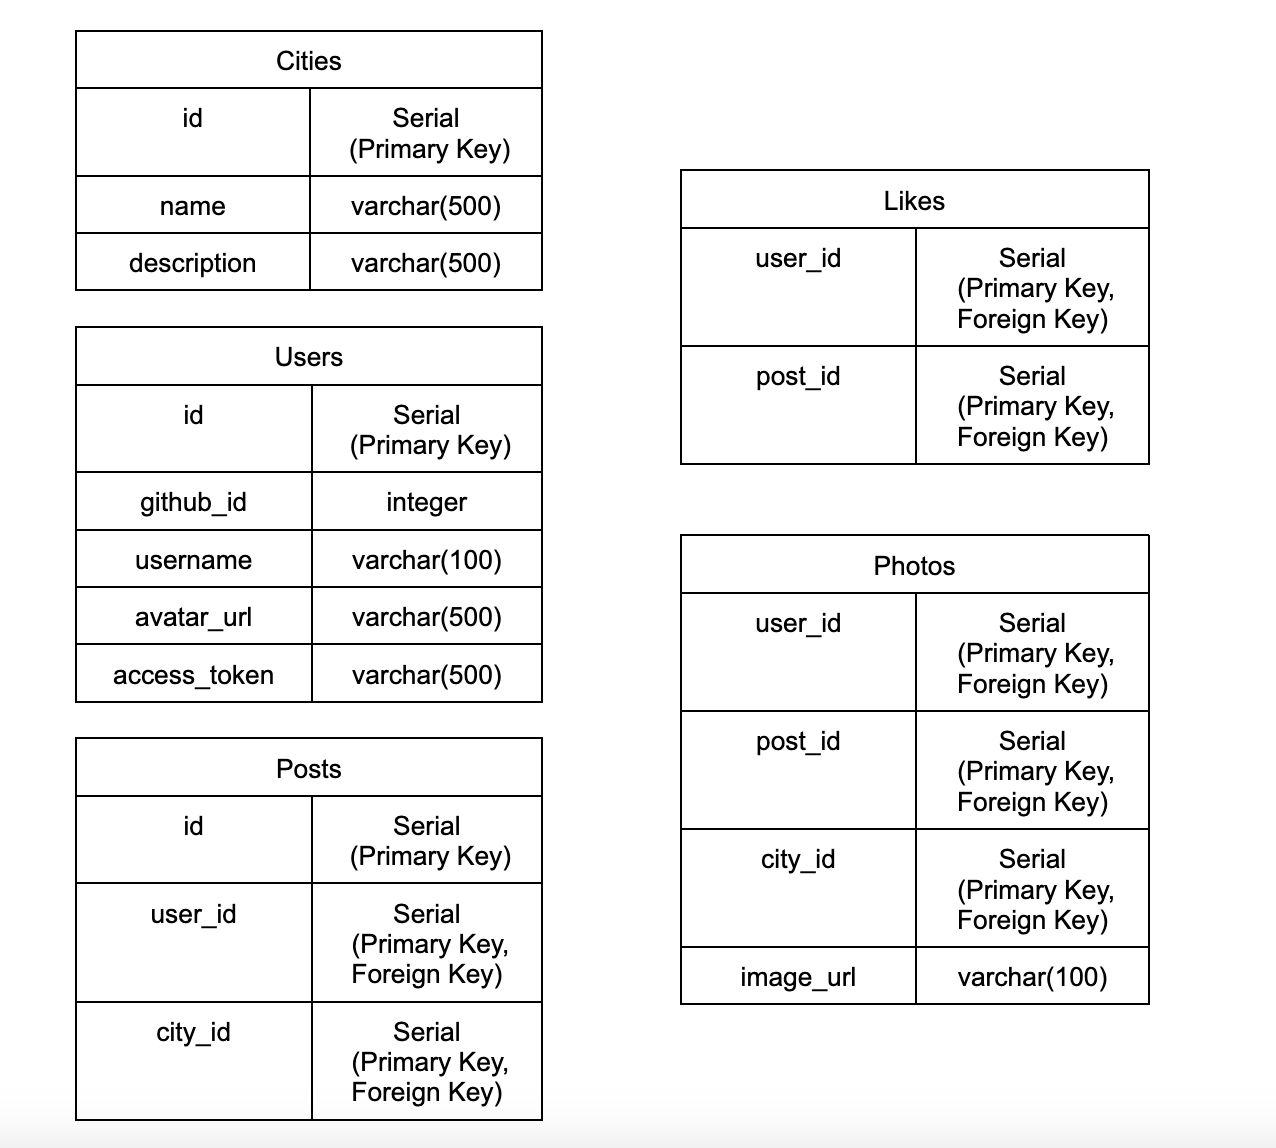 Cities
id
Serial
(Primary Key)
name
varchar(500)
description
varchar(500)
Users
id
Serial
(Primary Key)
github_id
integer
username
varchar(100)
avatar_url
varchar(500)
access_token
varchar(500)
Posts
id
Serial
(Primary Key)
user_id
Serial
(Primary Key,
Foreign Key)
city_id
Serial
(Primary Key,
Foreign Key)
Likes
user_id
Serial
(Primary Key,
Foreign Key)
post_id
Serial
(Primary Key,
Foreign Key)
Photos
user_id
Serial
(Primary Key,
Foreign Key)
post_id
Serial
(Primary Key,
Foreign Key)
city_id
Serial
(Primary Key,
Foreign Key)
image_url
varchar(100)